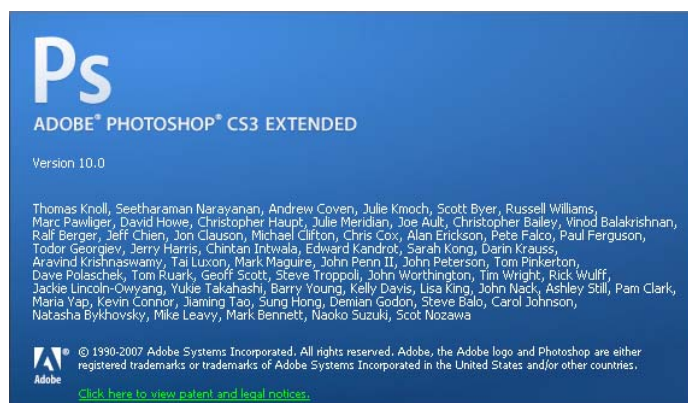 Ps
ADOBE® PHOTOSHOP® CS3 EXTENDED
Version 10.0
Thomas Knoll, Seetharaman Narayanan, Andrew Coven, Julie Kmoch, Scott Byer, Russell Williams,
Marc Pawliger, David Howe, Christopher Haupt, Julie Meridian, Joe Ault, Christopher Bailey, Vinod Balakrishnan,
Ralf Berger, Jeff Chien, Jon Clauson, Michael Clifton, Chris Cox, Alan Erickson, Pete Falco, Paul Ferguson,
Todor Georgiev, Jerry Harris, Chintan Intwala, Edward Kandrot, Sarah Kong, Darin Krauss,
Aravind Krishnaswamy, Tai Luxon, Mark Maguire, John Penn II, John Peterson, Tom Pinkerton,
Dave Polaschek, Tom Ruark, Geoff Scott, Steve Troppoli, John Worthington, Tim Wright, Rick Wulff,
Jackie Lincoln-Owyang, Yukie Takahashi, Barry Young, Kelly Davis, Lisa King, John Nack, Ashley Still, Pam Clark,
Maria Yap, Kevin Connor, Jiaming Tao, Sung Hong, Demian Godon, Steve Balo, Carol Johnson,
Natasha Bykhovsky, Mike Leavy, Mark Bennett, Naoko Suzuki, Scot Nozawa
® © 1990-2007 Adobe Systems Incorporated. All rights reserved. Adobe, the Adobe logo and Photoshop are either
registered trademarks or trademarks of Adobe Systems Incorporated in the United States and/or other countries.
Adobe
Click here to view patent and legal notices.